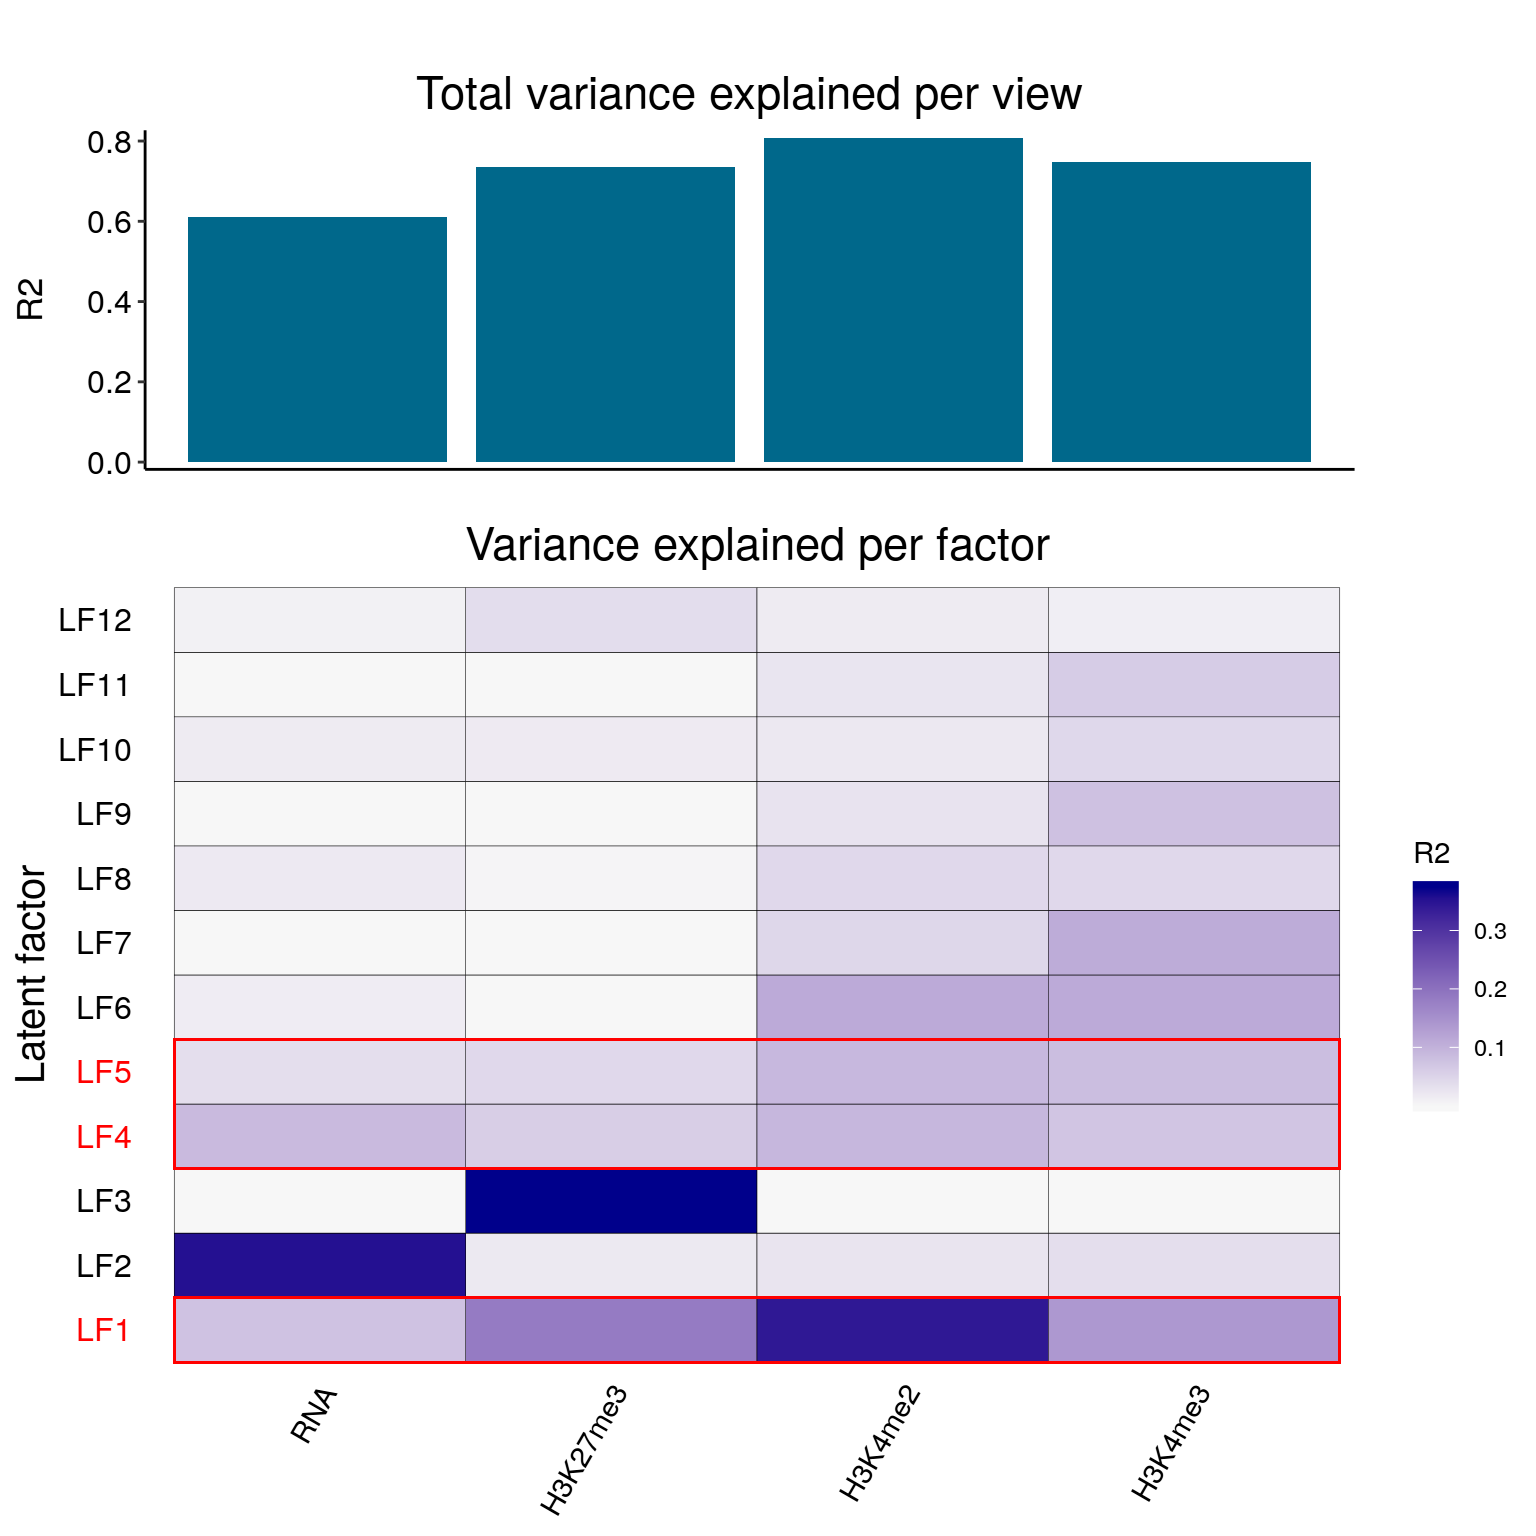 Total variance explained per view
R2
0.8
0.6
0.4
0.2
0.0
Variance explained per factor
Latent factor
LF12
LF11
LF10
LF9
LF8
LF7
LF6
LF5
LF4
LF3
LF2
LF1
RNA
H3K27me3
H3K4me2
H3K4me3
R2
0.3
0.2
0.1